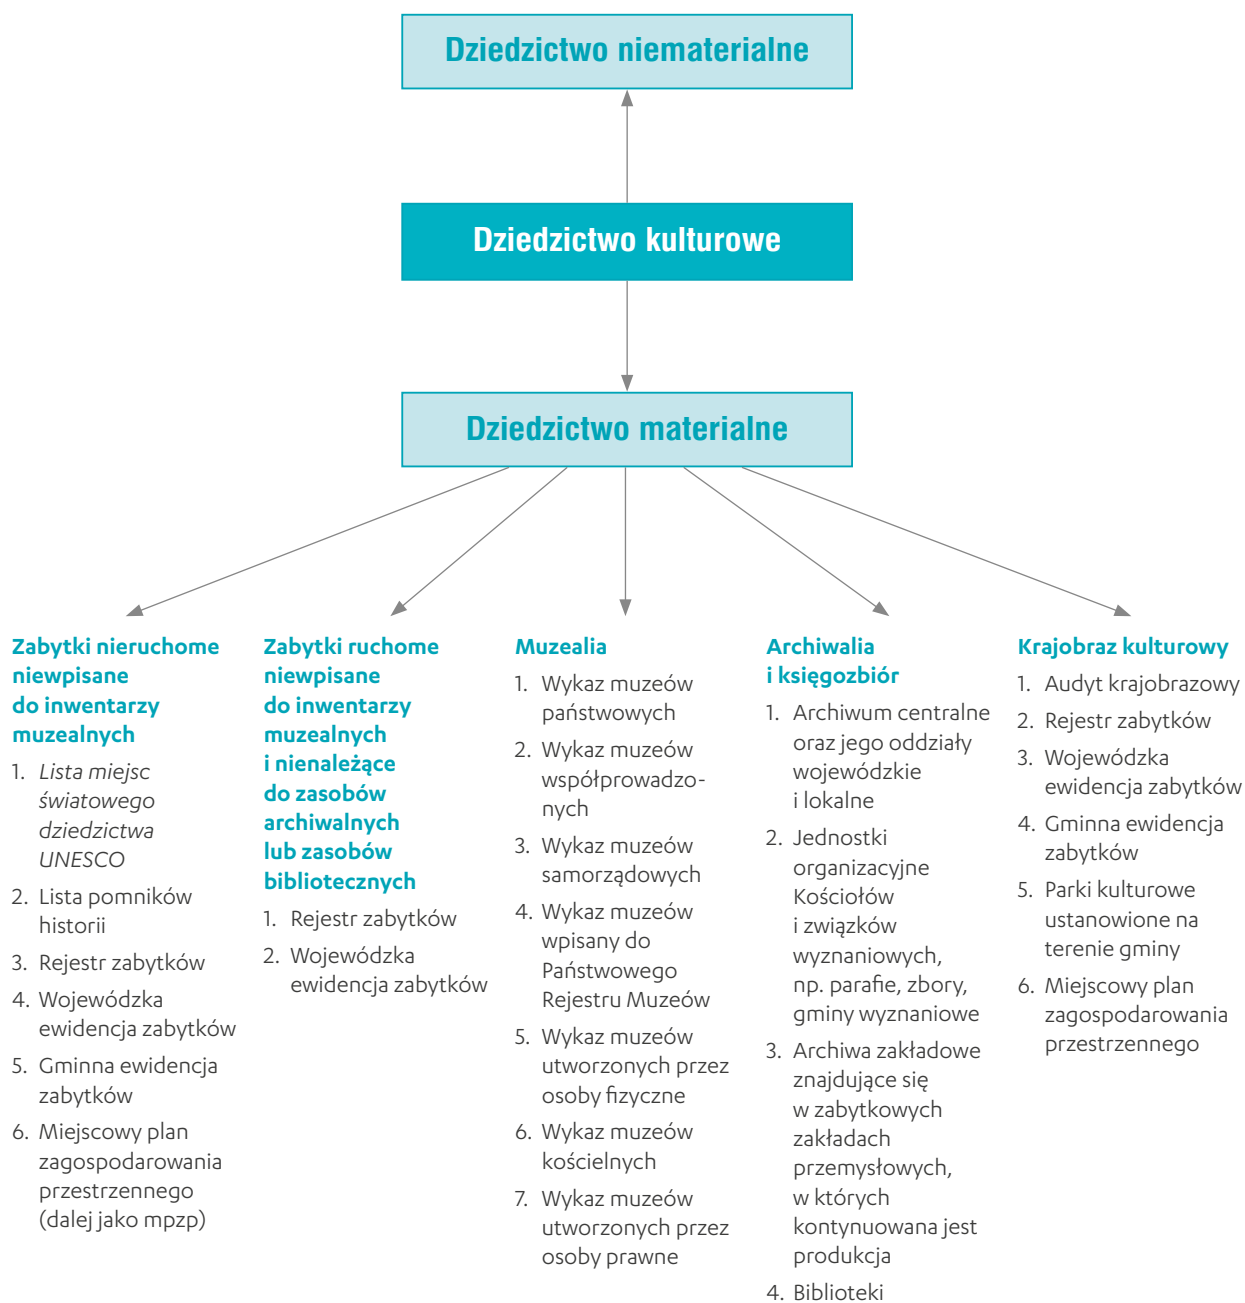 Dziedzictwo niematerialne
Dziedzictwo kulturowe
Dziedzictwo materialne
Zabytki nieruchome
niewpisane
do inwentarzy
muzealnych
1. Lista miejsc
światowego
dziedzictwa
UNESCO
2. Lista pomników
historii
3. Rejestr zabytków
4. Wojewódzka
ewidencja zabytków
5. Gminna ewidencja
zabytków
6. Miejscowy plan
zagospodarowania
przestrzennego
(dalej jako mpzp)
Zabytki ruchome
niewpisane
do inwentarzy
muzealnych
i nienależące
do zasobów
archiwalnych
lub zasobów
bibliotecznych
1. Rejestr zabytków
2. Wojewódzka
ewidencja zabytków
Muzealia
1. Wykaz muzeów
państwowych
2. Wykaz muzeów
współprowadzo-
nych
3. Wykaz muzeów
samorządowych
4. Wykaz muzeów
wpisany do
Państwowego
Rejestru Muzeów
5. Wykaz muzeów
utworzonych przez
osoby fizyczne
6. Wykaz muzeów
kościelnych
7. Wykaz muzeów
utworzonych przez
osoby prawne
Archiwalia
i księgozbiór
1. Archiwum centralne
oraz jego oddziały
wojewódzkie
i lokalne
2. Jednostki
organizacyjne
Kościołów
i związków
wyznaniowych,
np. parafie, zbory,
gminy wyznaniowe
3. Archiwa zakładowe
znajdujące się
w zabytkowych
zakładach
przemysłowych,
w których
kontynuowana jest
produkcja
4. Biblioteki
Krajobraz kulturowy
1. Audyt krajobrazowy
2. Rejestr zabytków
3. Wojewódzka
ewidencja zabytków
4. Gminna ewidencja
zabytków
5. Parki kulturowe
ustanowione na
terenie gminy
6. Miejscowy plan
zagospodarowania
przestrzennego